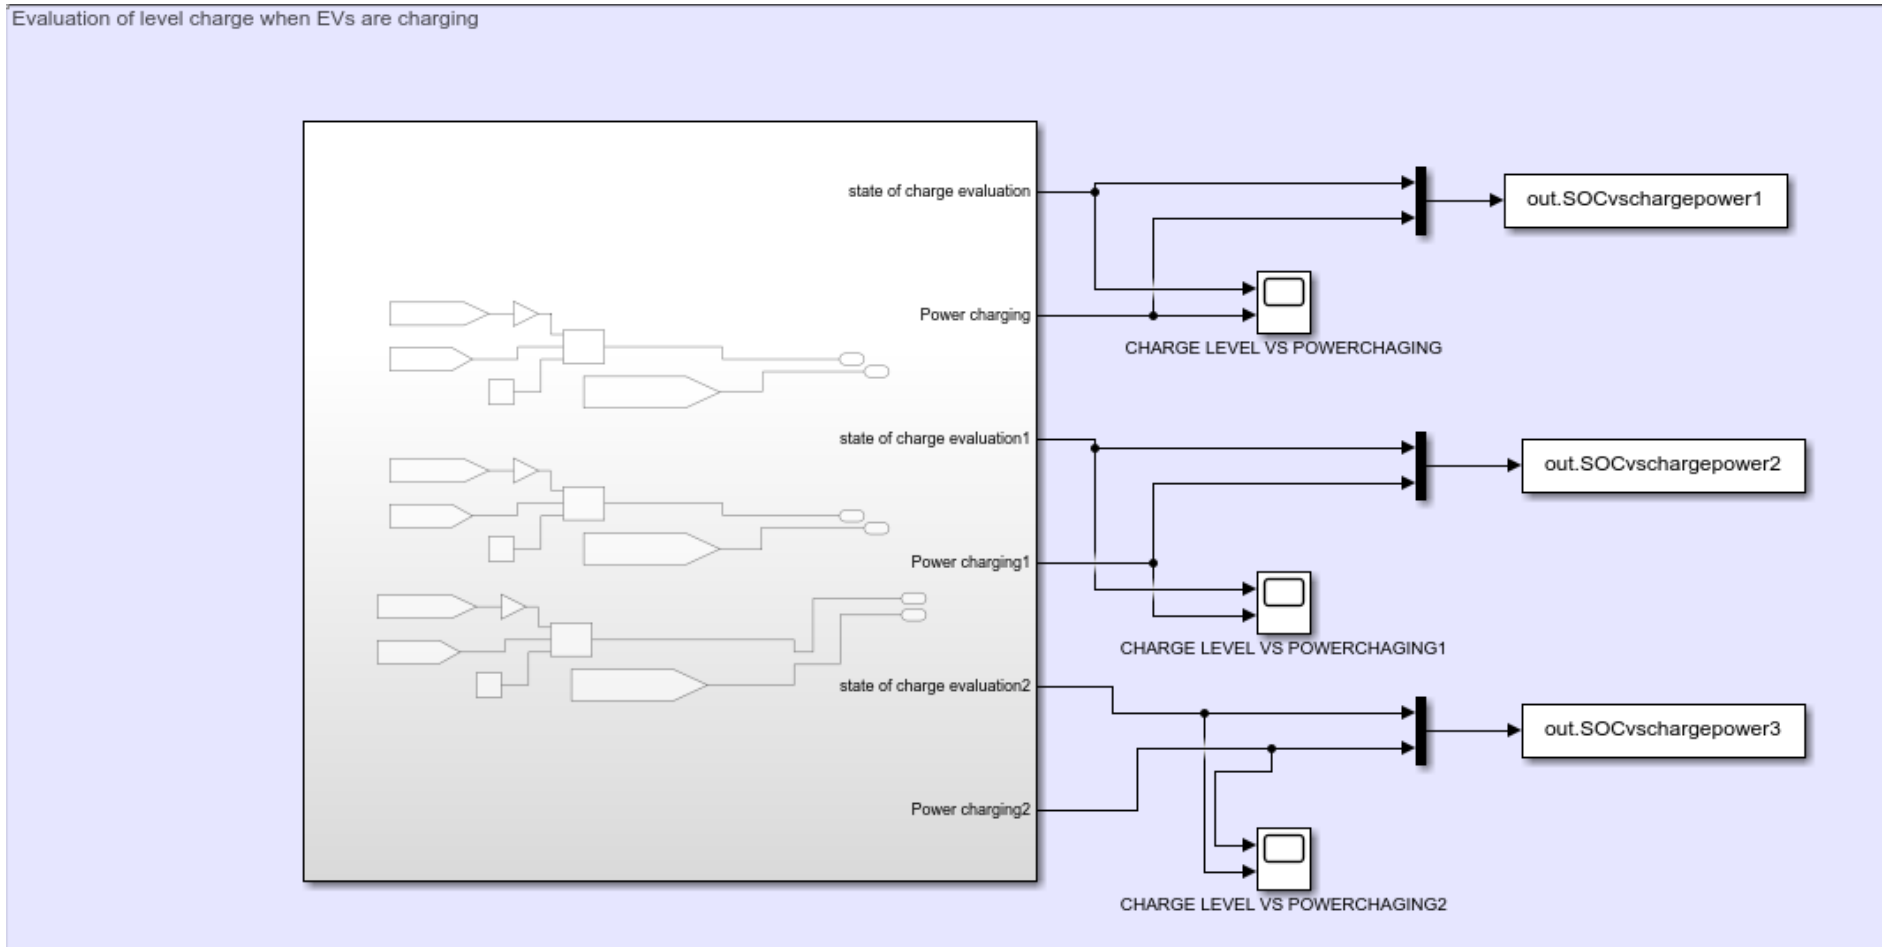 Evaluation of level charge when EVs are charging
state of charge evaluation
out.SOCvschargepower1
Power charging
CHARGE LEVEL VS POWERCHAGING
state of charge evaluation1
out.SOCvschargepower2
Power charging1
CHARGE LEVEL VS POWERCHAGING1
state of charge evaluation2
out.SOCvschargepower3
Power charging2
CHARGE LEVEL VS POWERCHAGING2